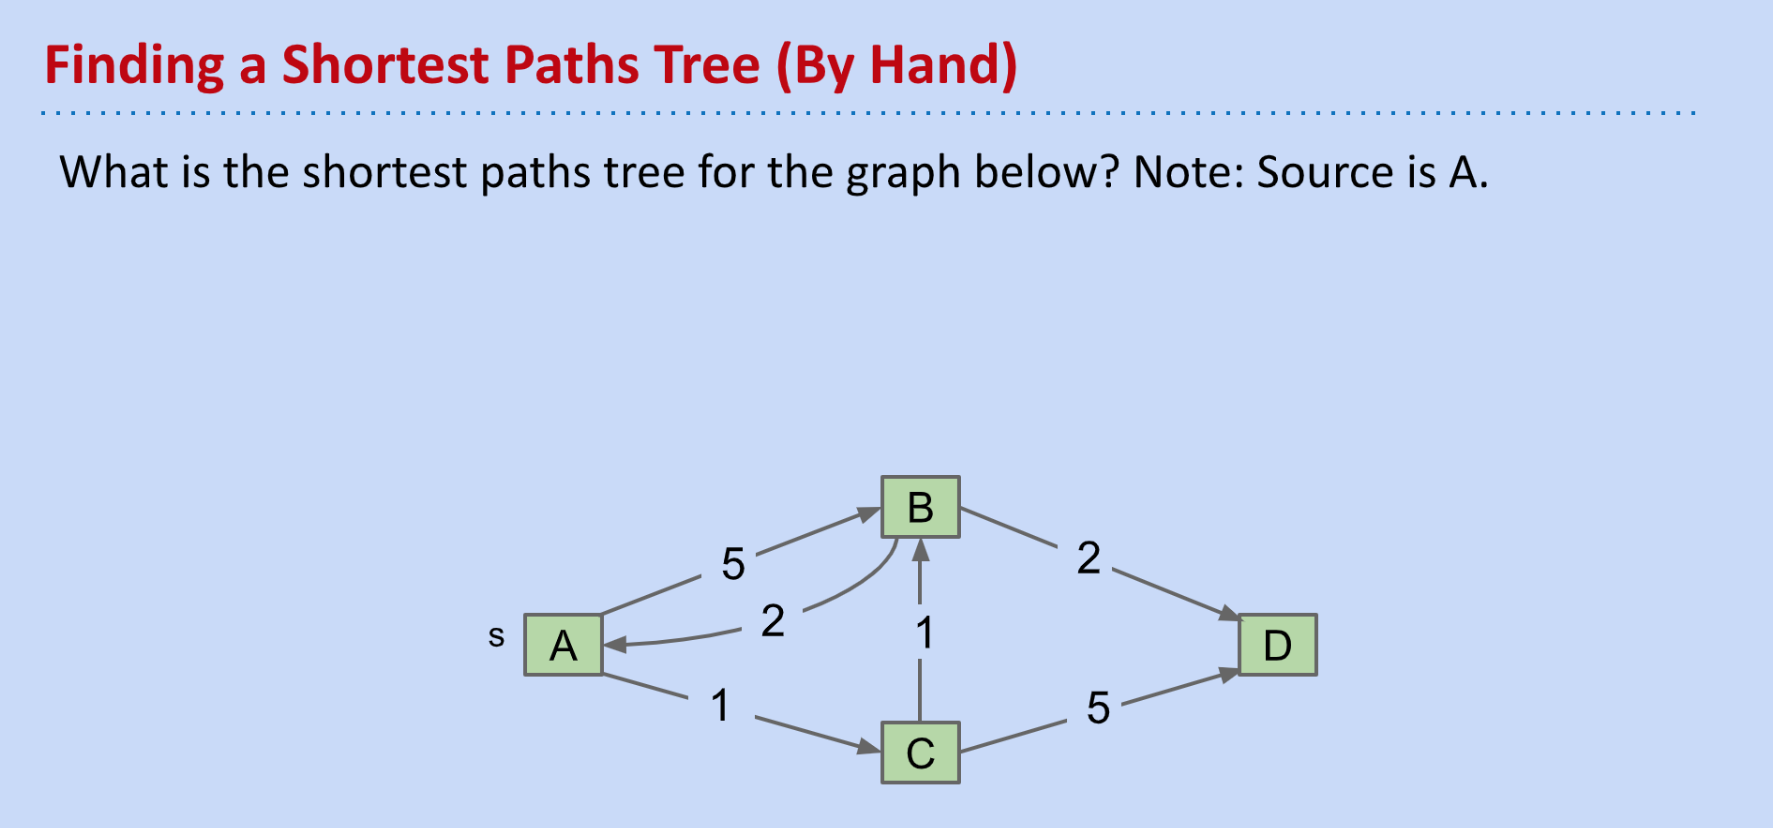 Finding a Shortest Paths Tree (By Hand)
What is the shortest paths tree for the graph below? Note: Source is A.
B
5
2
2
s
A
1
D
1
5
C